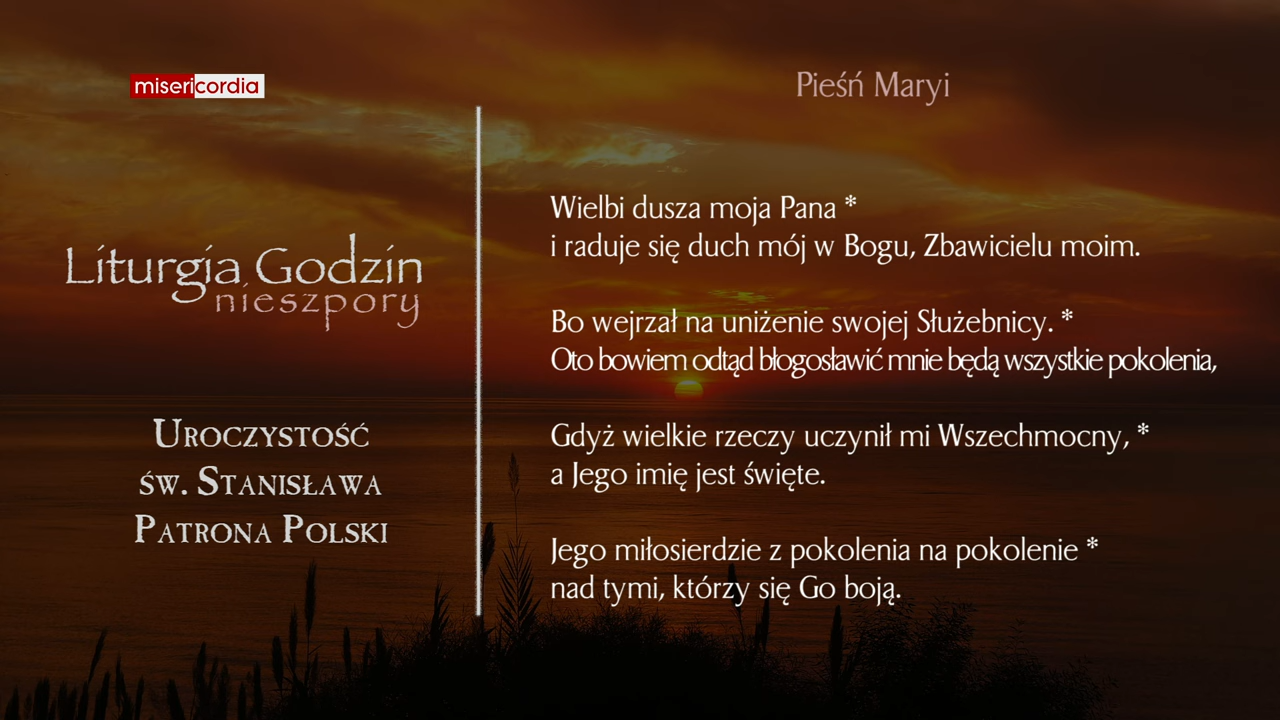 misericordia
Liturgia Godzin
nieszpory
Uroczystość
św. Stanisława
Patrona Polski
Pieśń Maryi
Wielbi dusza moja Pana *
i raduje się duch mój w Bogu, Zbawicielu moim.
Bo wejrzał na uniżenie swojej Służebnicy. *
Oto bowiem odtąd błogosławić mnie będą wszystkie pokolenia,
Gdyż wielkie rzeczy uczynił mi Wszechmocny, *
a Jego imię jest święte.
Jego miłosierdzie z pokolenia na pokolenie *
nad tymi, którzy się Go boją.